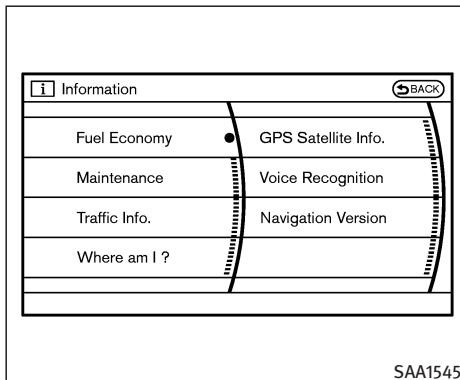 i Information BACK
Fuel Economy GPS Satellite Info.
Maintenance Voice Recognition
Traffic Info. Navigation Version
Where am I ?
SAA1545